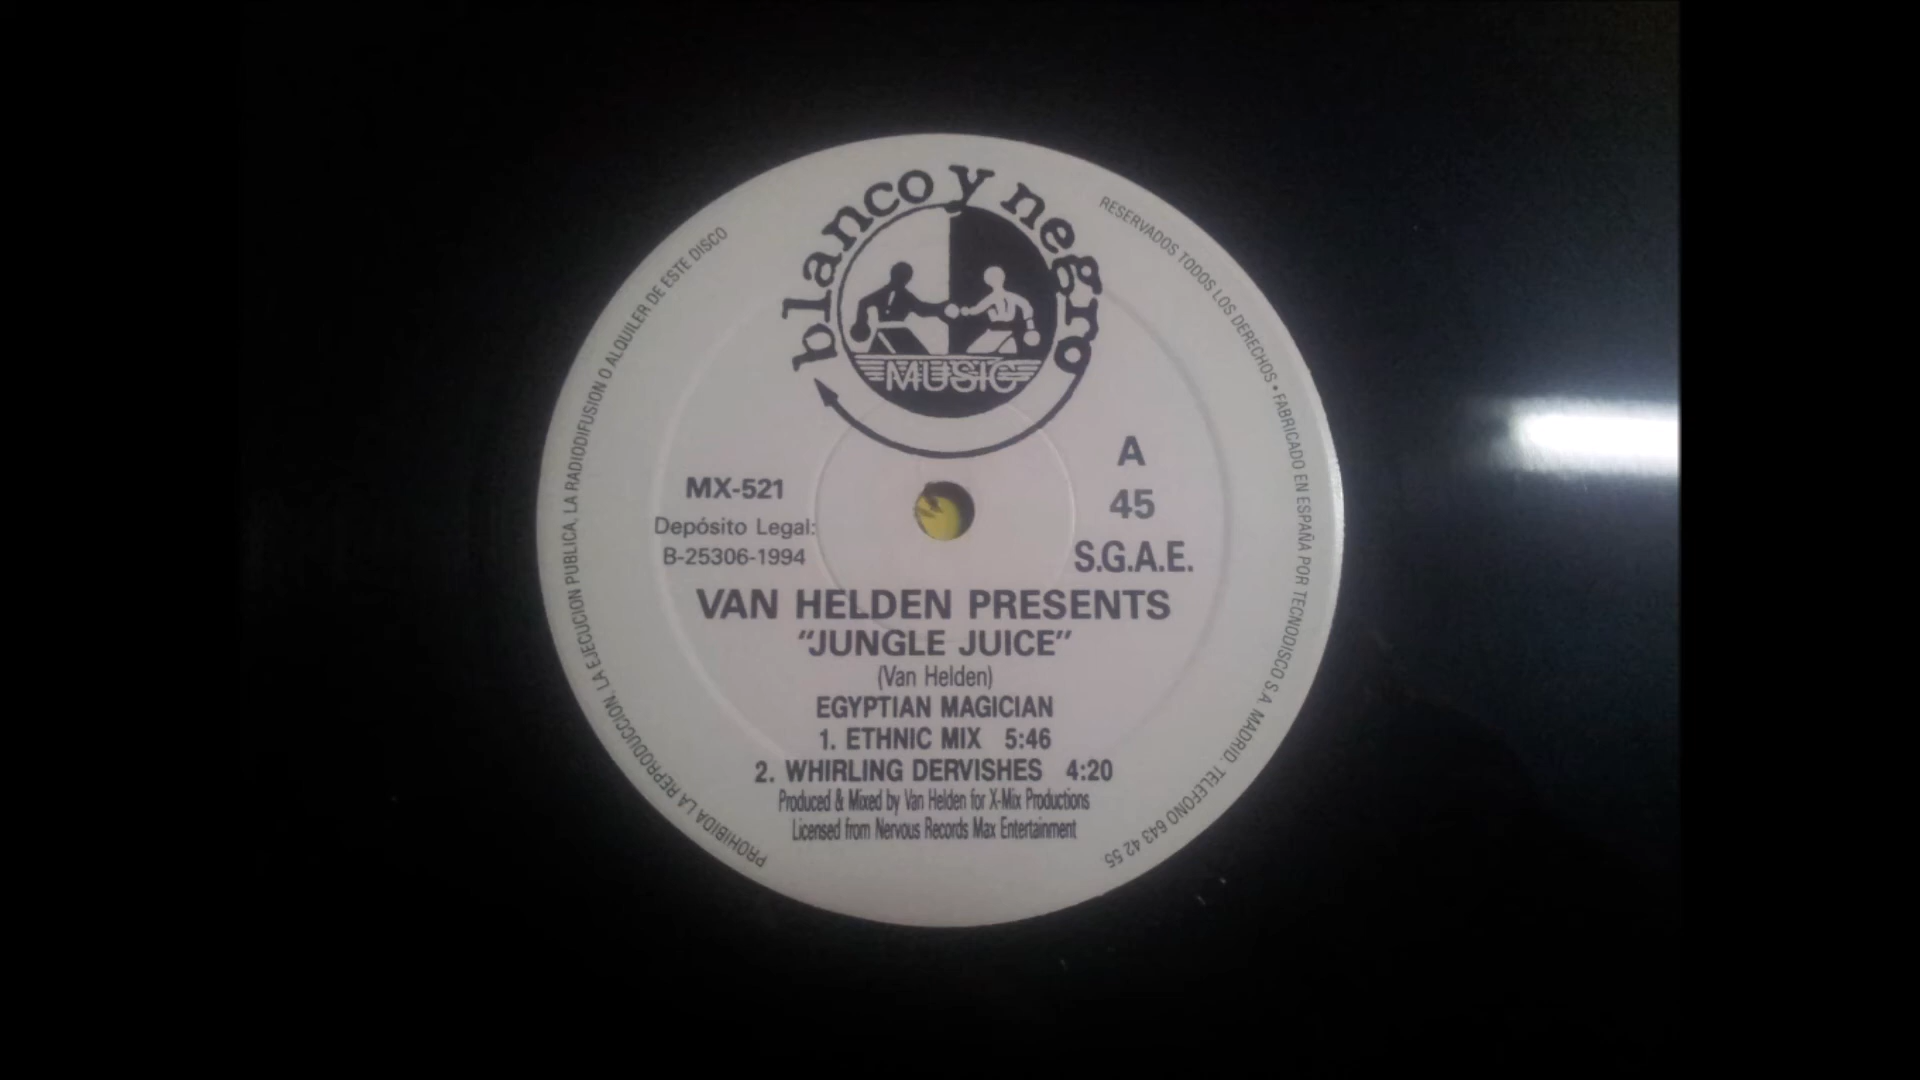 blanco y negro
MUSIC
MX-521
Depósito Legal:
B-25306-1994
A
45
S.G.A.E.
VAN HELDEN PRESENTS
"JUNGLE JUICE"
(Van Helden)
EGYPTIAN MAGICIAN
1. ETHNIC MIX 5:46
2. WHIRLING DERVISHES 4:20
Produced & Mixed by Van Helden for X-Mix Productions
Licensed from Nervous Records Max Entertainment
PROHIBIDA LA REPRODUCCION, LA EJECUCION PUBLICA, LA RADIODIFUSION O ALQUILER DE ESTE DISCO
RESERVADOS TODOS LOS DERECHOS • FABRICADO EN ESPAÑA POR TECNODISCO S.A. MADRID. TELEFONO 643 42 55